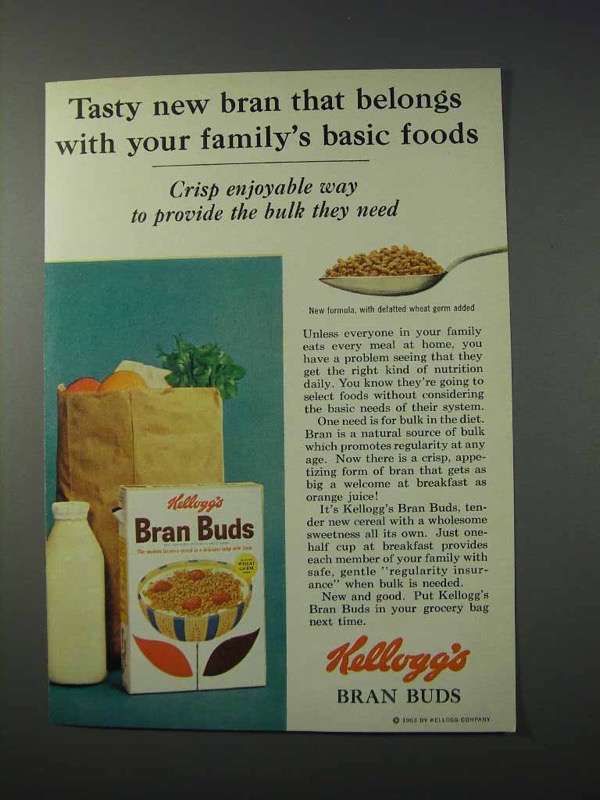 Tasty new bran that belongs
with your family's basic foods
Crisp enjoyable way
to provide the bulk they need
New formula, with defatted wheat germ added
Unless everyone in your family
eats every meal at home, you
have a problem seeing that they
get the right kind of nutrition
daily. You know they're going to
select foods without considering
the basic needs of their system.
One need is for bulk in the diet.
Bran is a natural source of bulk
which promotes regularity at any
age. Now there is a crisp, appe-
tizing form of bran that gets as
big a welcome at breakfast as
orange juice!
It's Kellogg's Bran Buds, ten-
der new cereal with a wholesome
sweetness all its own. Just one-
half cup at breakfast provides
each member of your family with
safe, gentle "regularity insur-
ance" when bulk is needed.
New and good. Put Kellogg's
Bran Buds in your grocery bag
next time.
Kellogg's
Bran Buds
WHEAT
GERM
Kellogg's
BRAN BUDS
© 1962 BY KELLOGG COMPANY